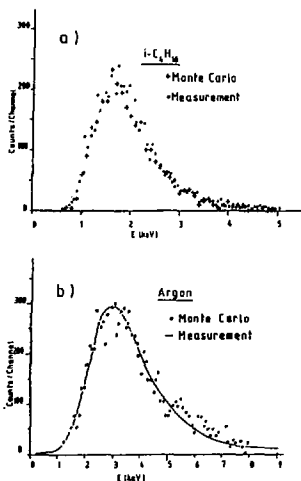 a)
i-C4H10
+Monte Carlo
•Measurement
Counts/Channel
200
100
0
0 1 2 3 4 5
E (keV)
b)
Argon
• Monte Carlo
— Measurement
Counts/Channel
300
200
100
0
0 1 2 3 4 5 6 7 8 9
E (keV)